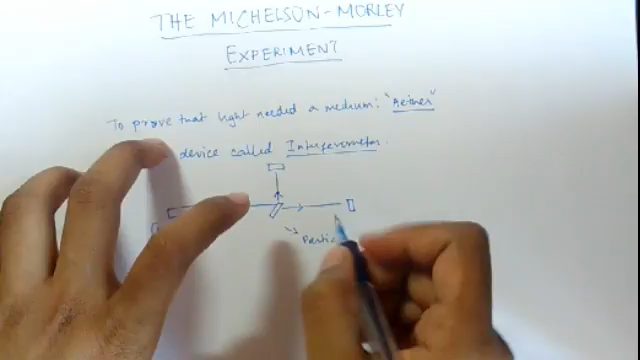 THE MICHELSON-MORLEY
EXPERIMENT
To prove that light needed a medium: "Aether"
device called Interferometer.